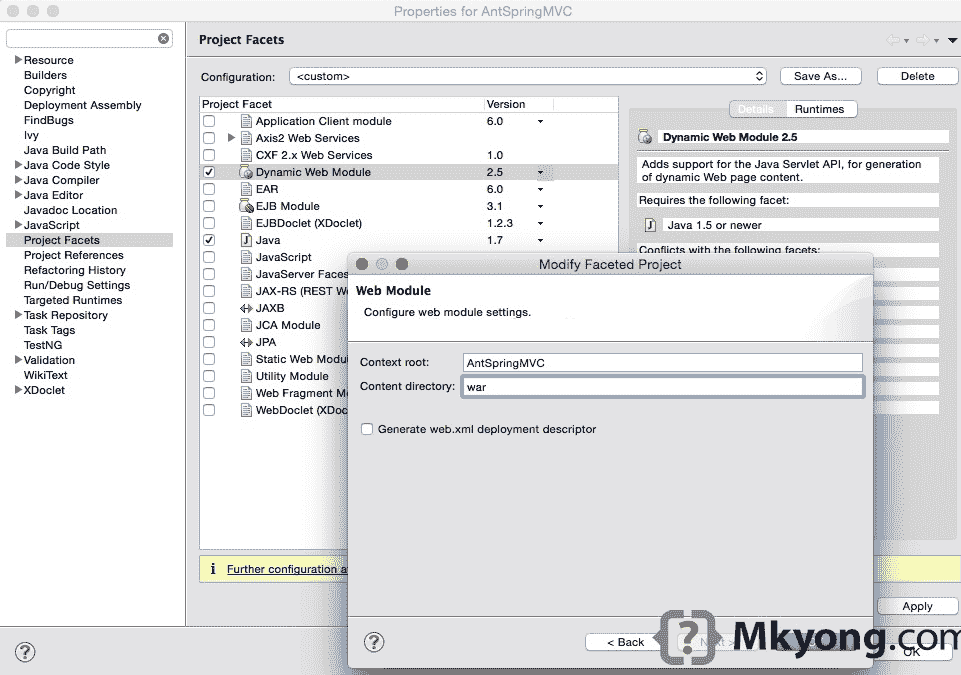 Properties for AntSpringMVC
Resource
Builders
Copyright
Deployment Assembly
FindBugs
Ivy
Java Build Path
Java Code Style
Java Compiler
Java Editor
Javadoc Location
JavaScript
Project Facets
Project References
Refactoring History
Run/Debug Settings
Targeted Runtimes
Task Repository
Task Tags
TestNG
Validation
WikiText
XDoclet
Project Facets
Configuration: <custom> Save As... Delete
Project Facet Version
Application Client module 6.0
Axis2 Web Services
CXF 2.x Web Services 1.0
Dynamic Web Module 2.5
EAR 6.0
EJB Module 3.1
EJBDoclet (XDoclet) 1.2.3
Java 1.7
JavaScript
JavaServer Faces
JAX-RS (REST W
JAXB
JCA Module
JPA
Static Web Modu
Utility Module
Web Fragment M
WebDoclet (XDoc
Further configuration a
Details Runtimes
Dynamic Web Module 2.5
Adds support for the Java Servlet API, for generation
of dynamic Web page content.
Requires the following facet:
Java 1.5 or newer
Conflicts with the following facets:
Modify Faceted Project
Web Module
Configure web module settings.
Context root: AntSpringMVC
Content directory: war
Generate web.xml deployment descriptor
< Back Next >
Apply
OK
Mkyong.com